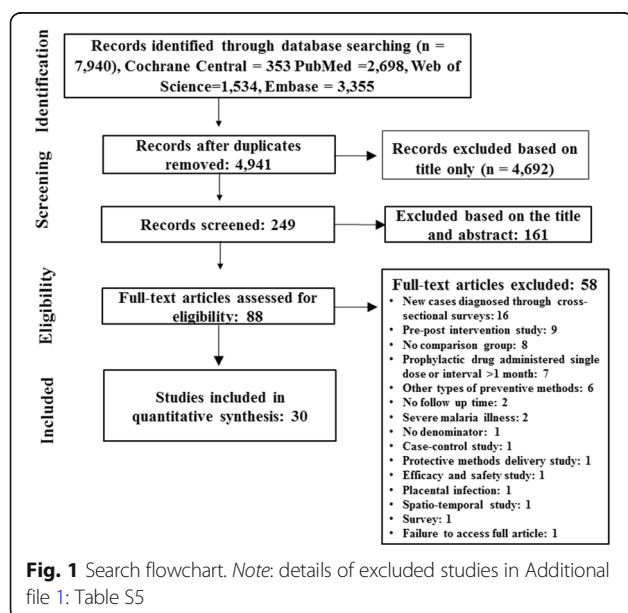 Identification
Records identified through database searching (n =
7,940), Cochrane Central = 353 PubMed =2,698, Web of
Science=1,534, Embase = 3,355
Screening
Records after duplicates
removed: 4,941
Records excluded based on
title only (n = 4,692)
Records screened: 249
Excluded based on the title
and abstract: 161
Eligibility
Full-text articles assessed for
eligibility: 88
Full-text articles excluded: 58
• New cases diagnosed through cross-
sectional surveys: 16
• Pre-post intervention study: 9
• No comparison group: 8
• Prophylactic drug administered single
dose or interval >1 month: 7
• Other types of preventive methods: 6
• No follow up time: 2
• Severe malaria illness: 2
• No denominator: 1
• Case-control study: 1
• Protective methods delivery study: 1
• Efficacy and safety study: 1
• Placental infection: 1
• Spatio-temporal study: 1
• Survey: 1
• Failure to access full article: 1
Included
Studies included in
quantitative synthesis: 30
Fig. 1 Search flowchart. Note: details of excluded studies in Additional
file 1: Table S5